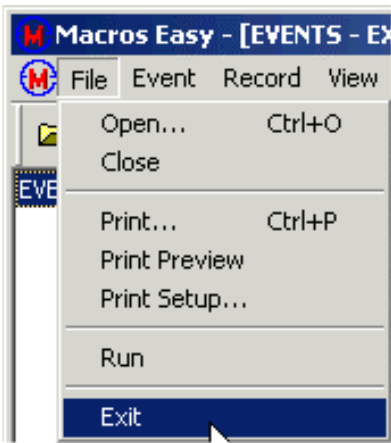 M Macros Easy - [EVENTS - EX
M File Event Record View
Open... Ctrl+O
Close
EVE
Print... Ctrl+P
Print Preview
Print Setup...
Run
Exit